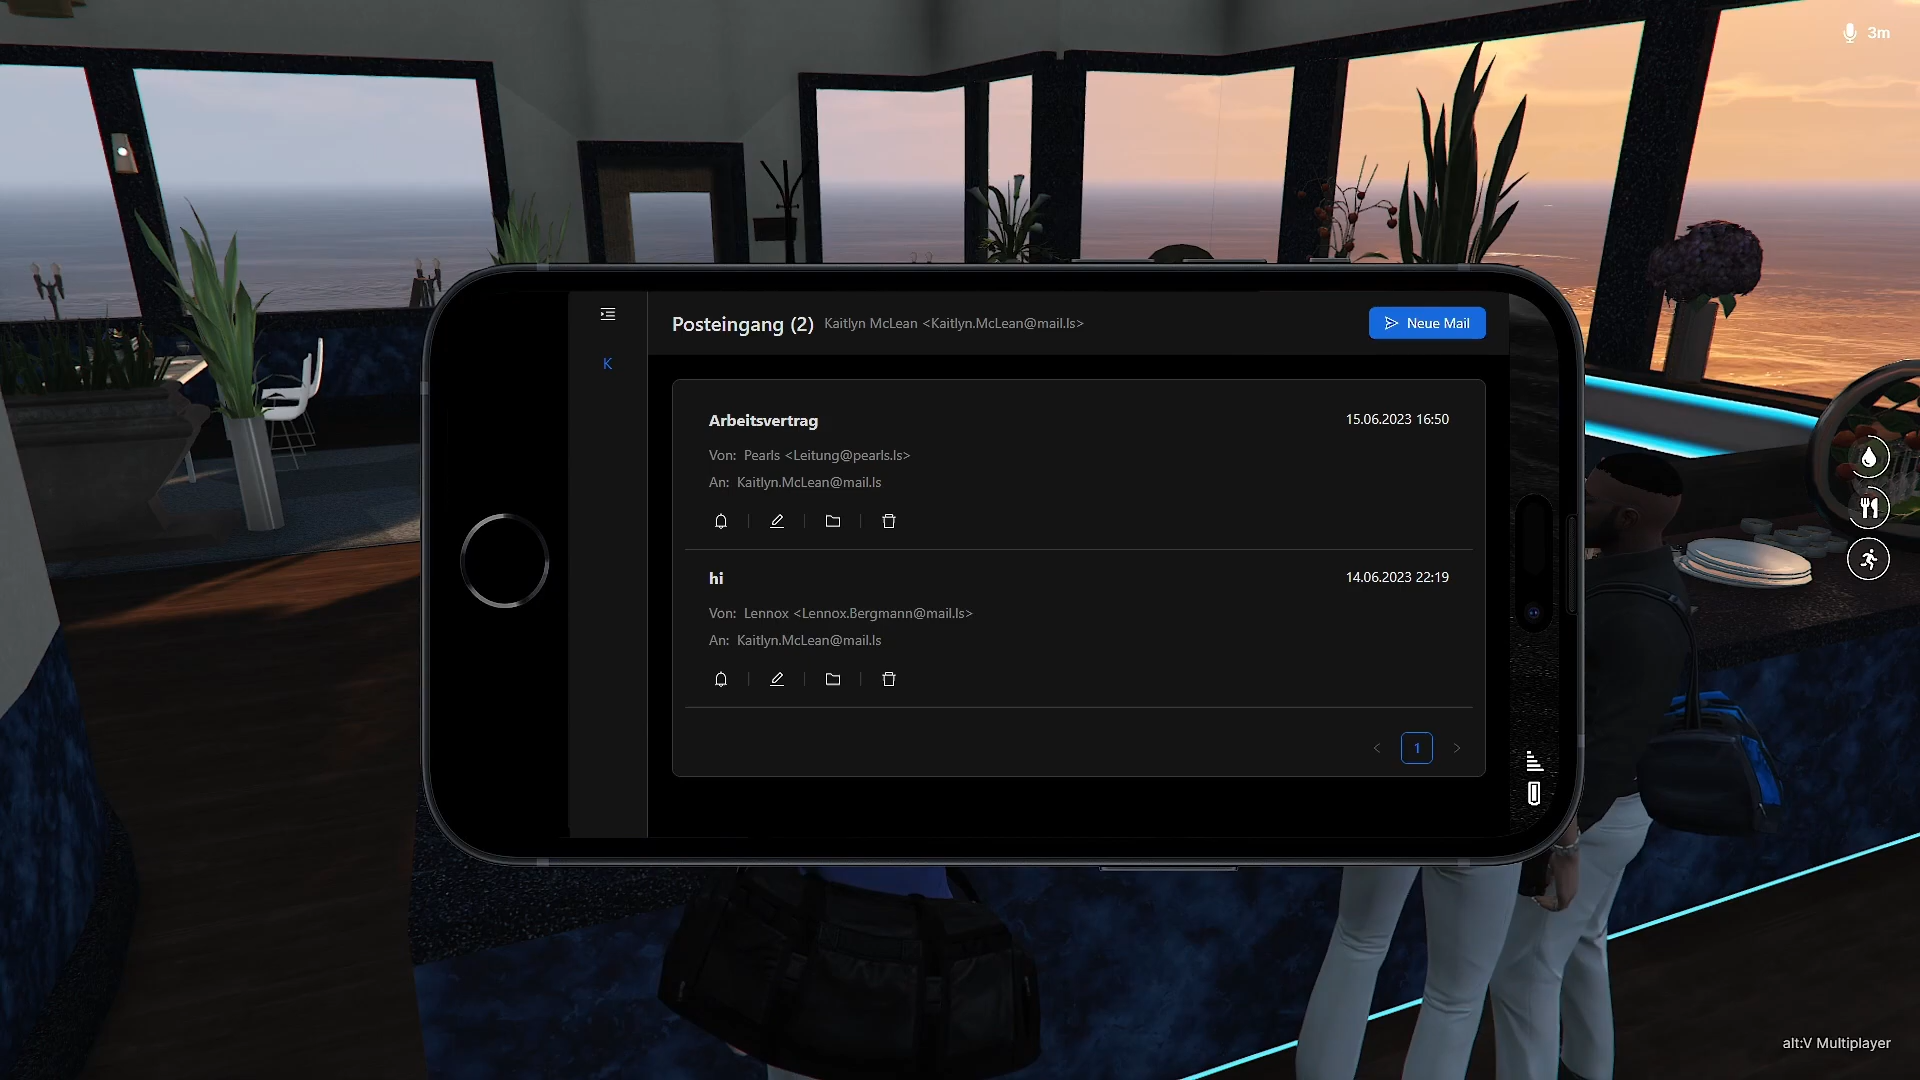 3m
Posteingang (2) Kaitlyn McLean <Kaitlyn.McLean@mail.ls>
Neue Mail
K
Arbeitsvertrag
15.06.2023 16:50
Von: Pearls <Leitung@pearls.ls>
An: Kaitlyn.McLean@mail.ls
hi
14.06.2023 22:19
Von: Lennox <Lennox.Bergmann@mail.ls>
An: Kaitlyn.McLean@mail.ls
< 1 >
alt:V Multiplayer